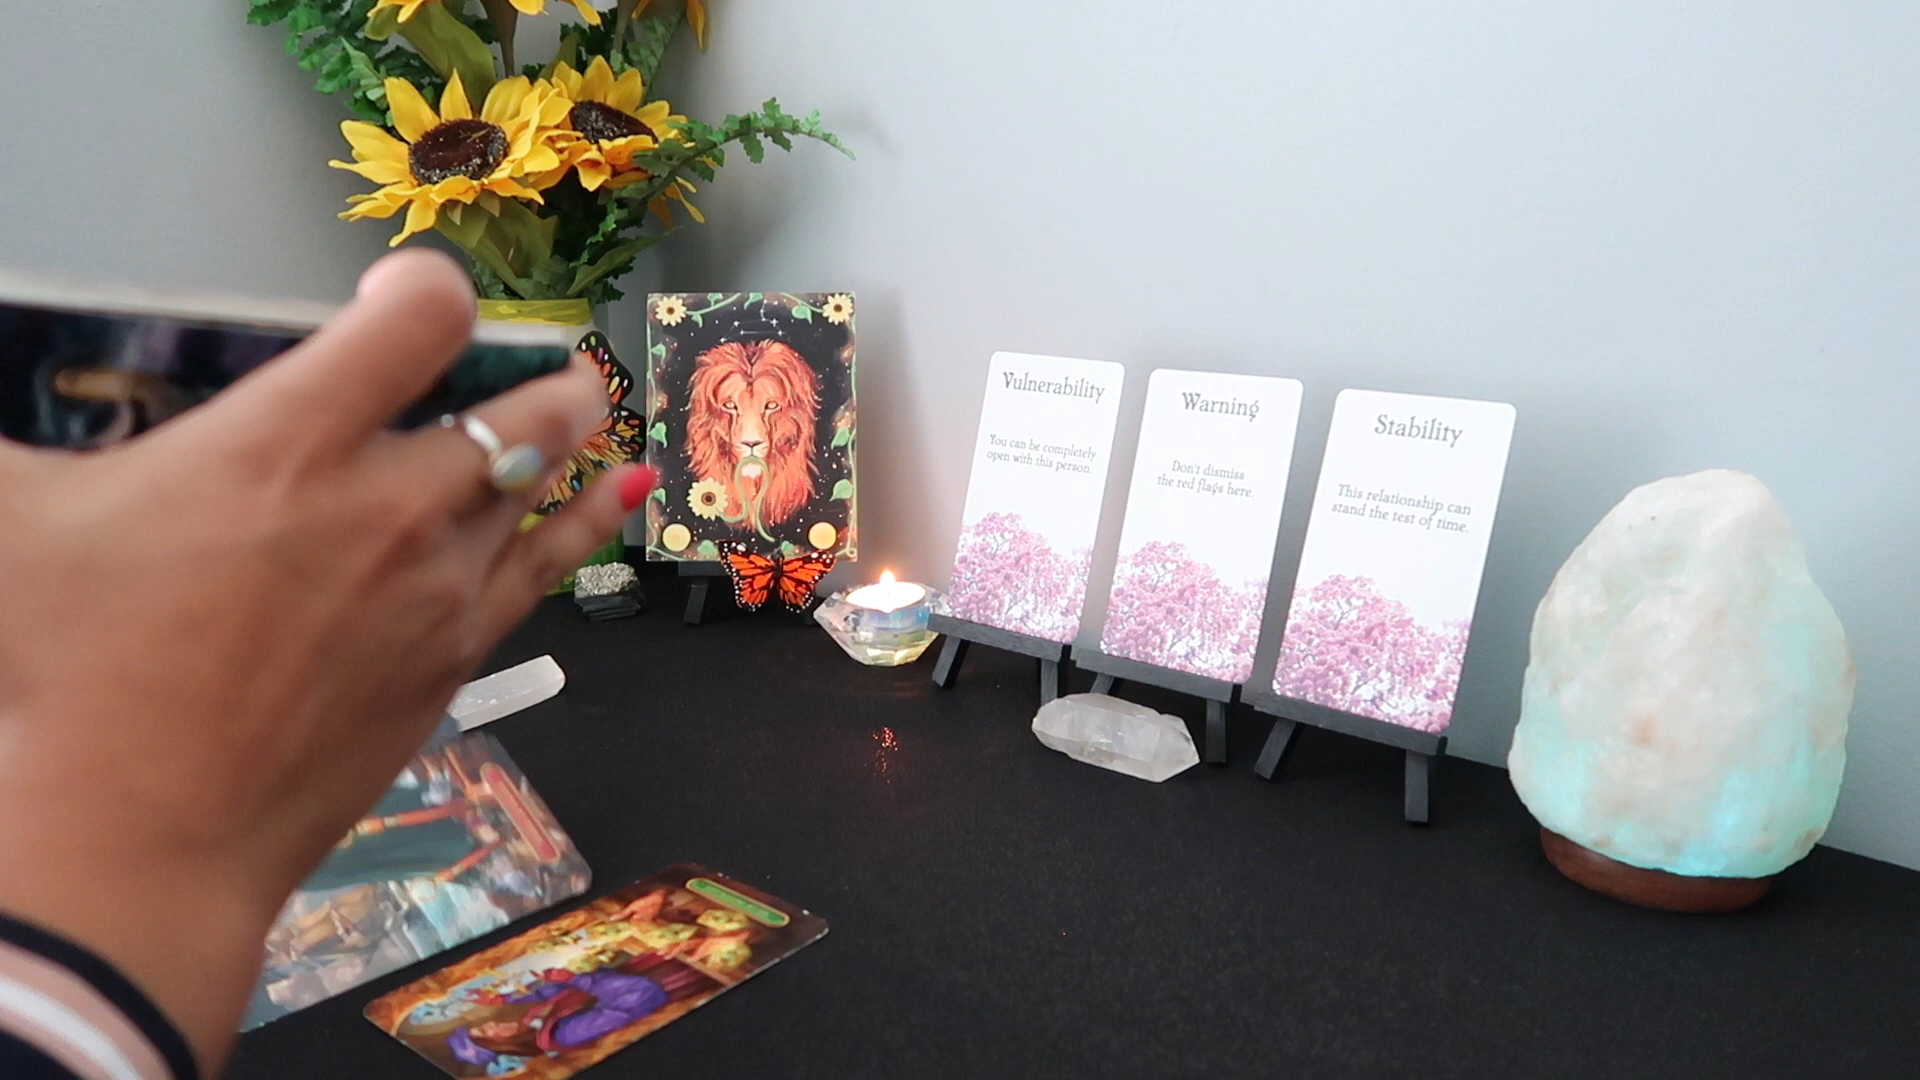 Vulnerability
You can be completely
open with this person.
Warning
Don't dismiss
the red flags here.
Stability
This relationship can
stand the test of time.